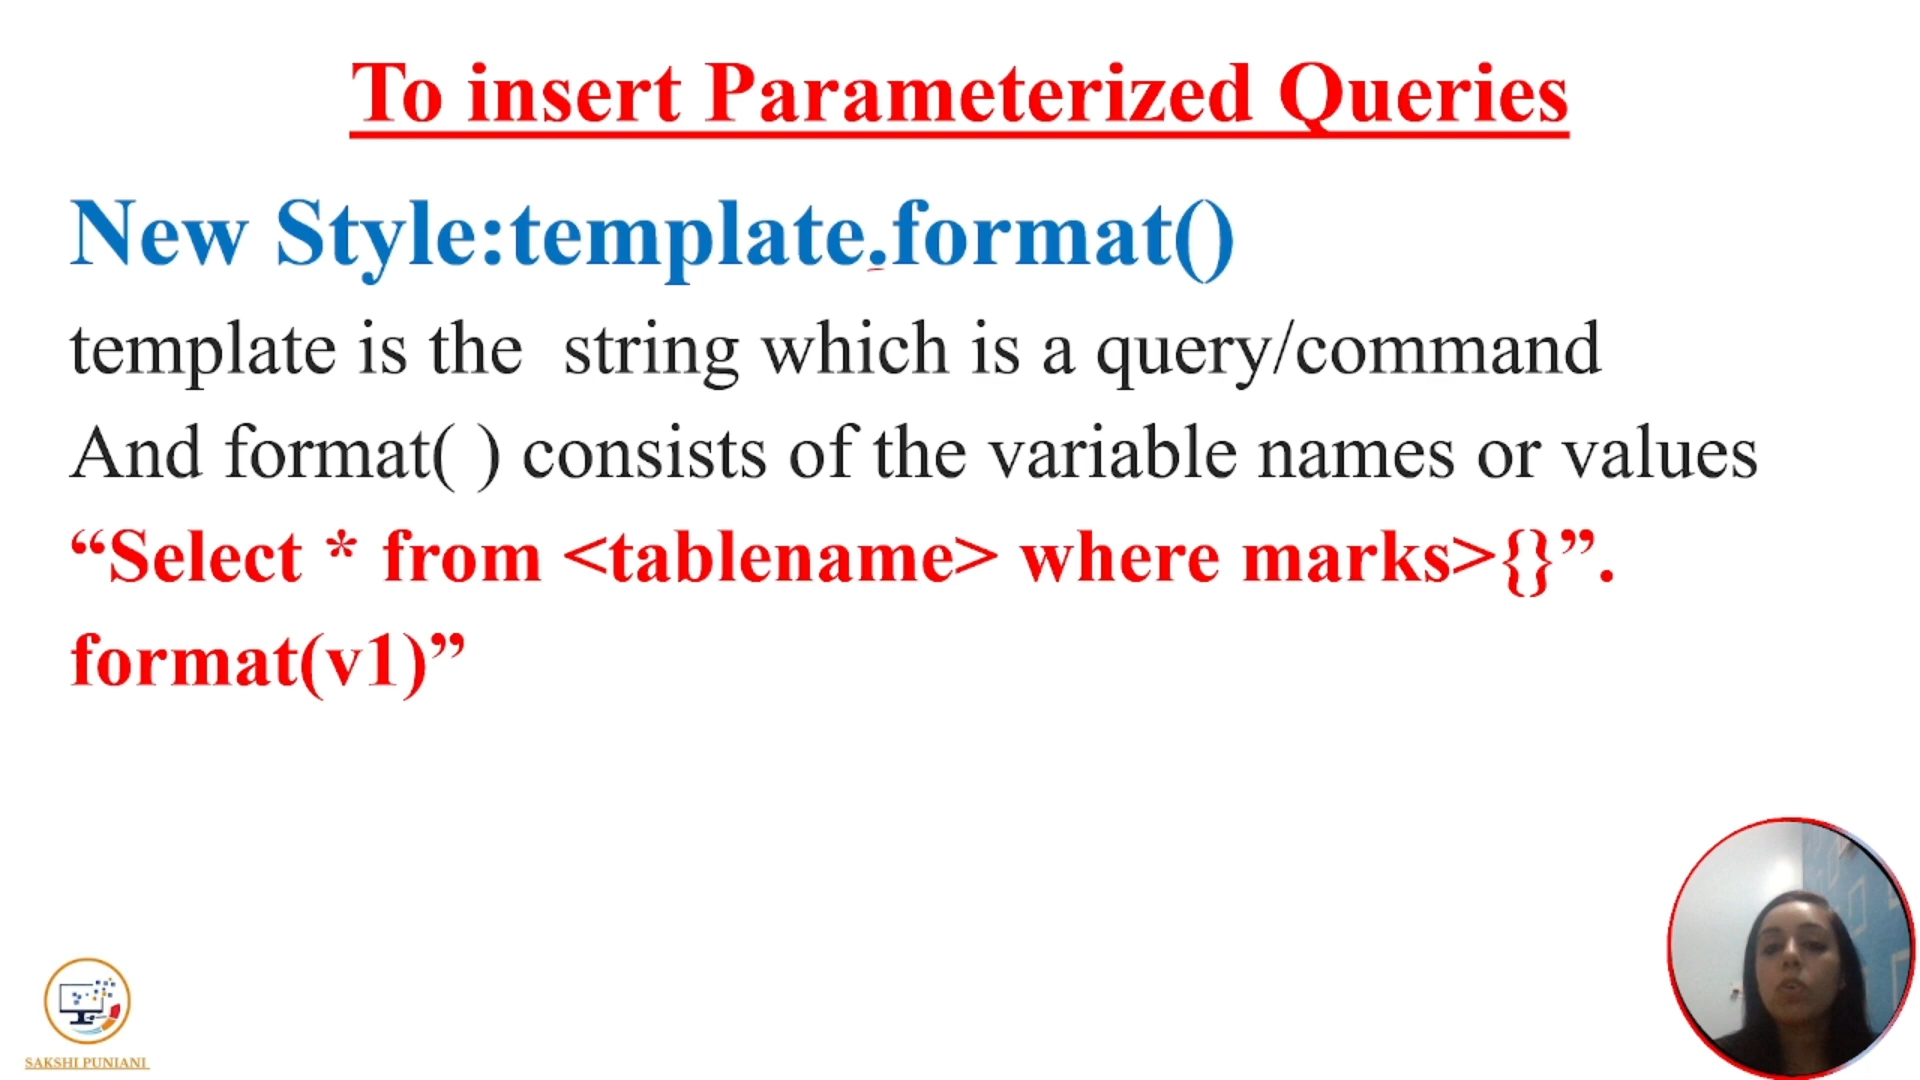 To insert Parameterized Queries
New Style:template.format()
template is the  string which is a query/command
And format( ) consists of the variable names or values
“Select * from <tablename> where marks>{}”.
format(v1)”
SAKSHI PUNIANI